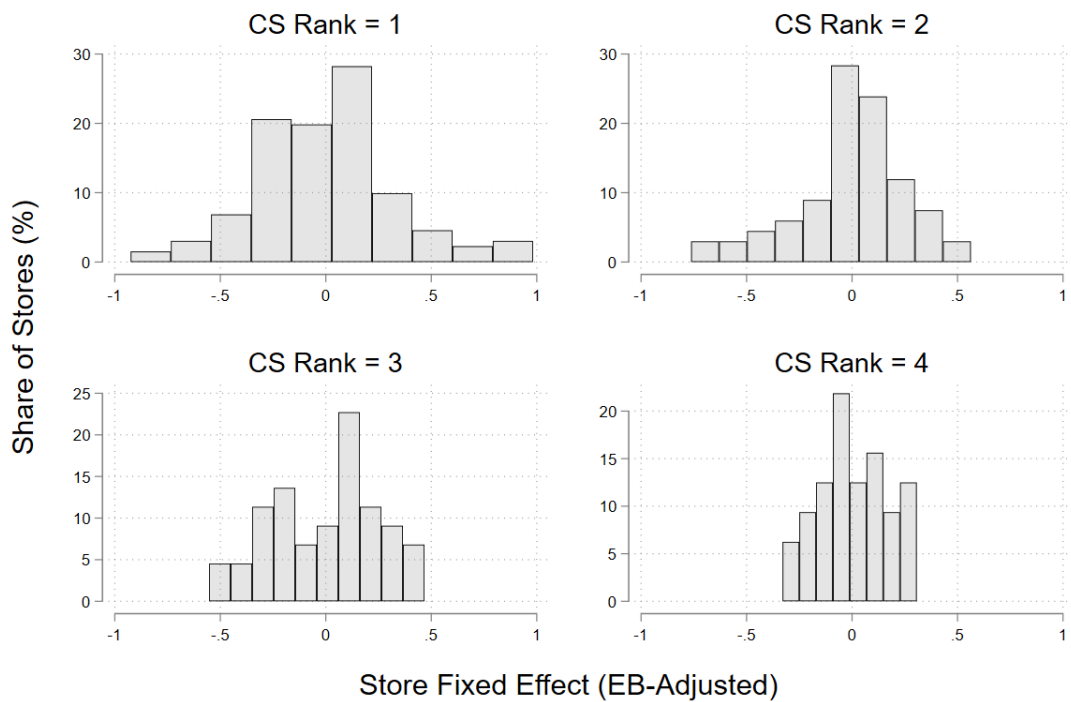 CS Rank = 1
CS Rank = 2
30
20
10
0
-1 -.5 0 .5 1
30
20
10
0
-1 -.5 0 .5 1
Share of Stores (%)
CS Rank = 3
CS Rank = 4
25
20
15
10
5
0
-1 -.5 0 .5 1
20
15
10
5
0
-1 -.5 0 .5 1
Store Fixed Effect (EB-Adjusted)